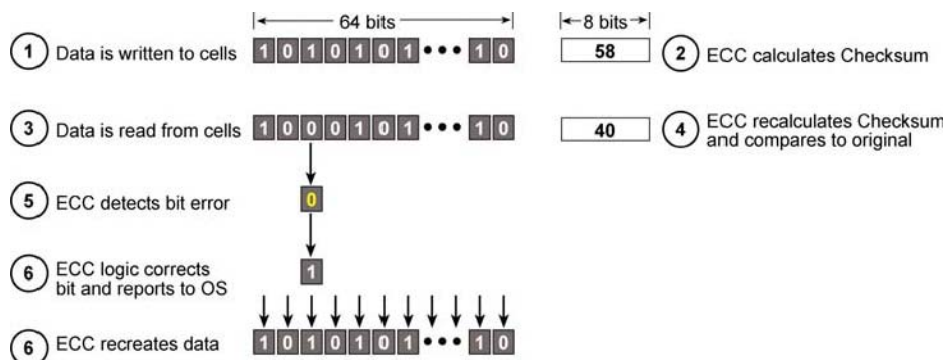 64 bits
8 bits
1 Data is written to cells 1 0 1 0 1 0 1 ••• 1 0 58 2 ECC calculates Checksum
3 Data is read from cells 1 0 0 0 1 0 1 ••• 1 0 40 4 ECC recalculates Checksum
and compares to original
5 ECC detects bit error 0
6 ECC logic corrects
bit and reports to OS 1
6 ECC recreates data 1 0 1 0 1 0 1 ••• 1 0